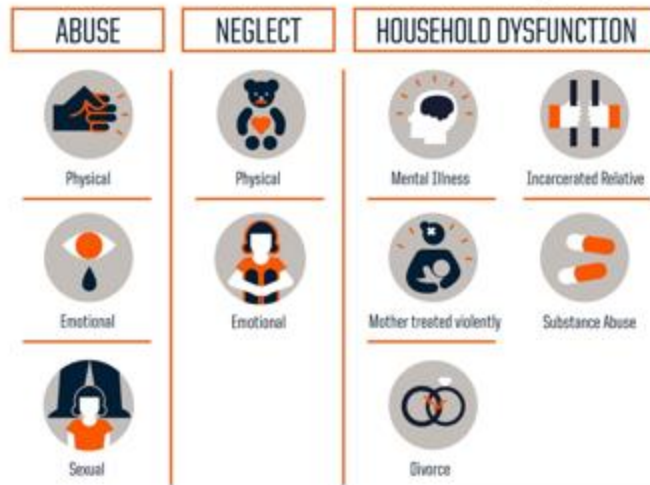 ABUSE
NEGLECT
HOUSEHOLD DYSFUNCTION
Physical
Physical
Mental Illness
Incarcerated Relative
Emotional
Emotional
Mother treated violently
Substance Abuse
Sexual
Divorce